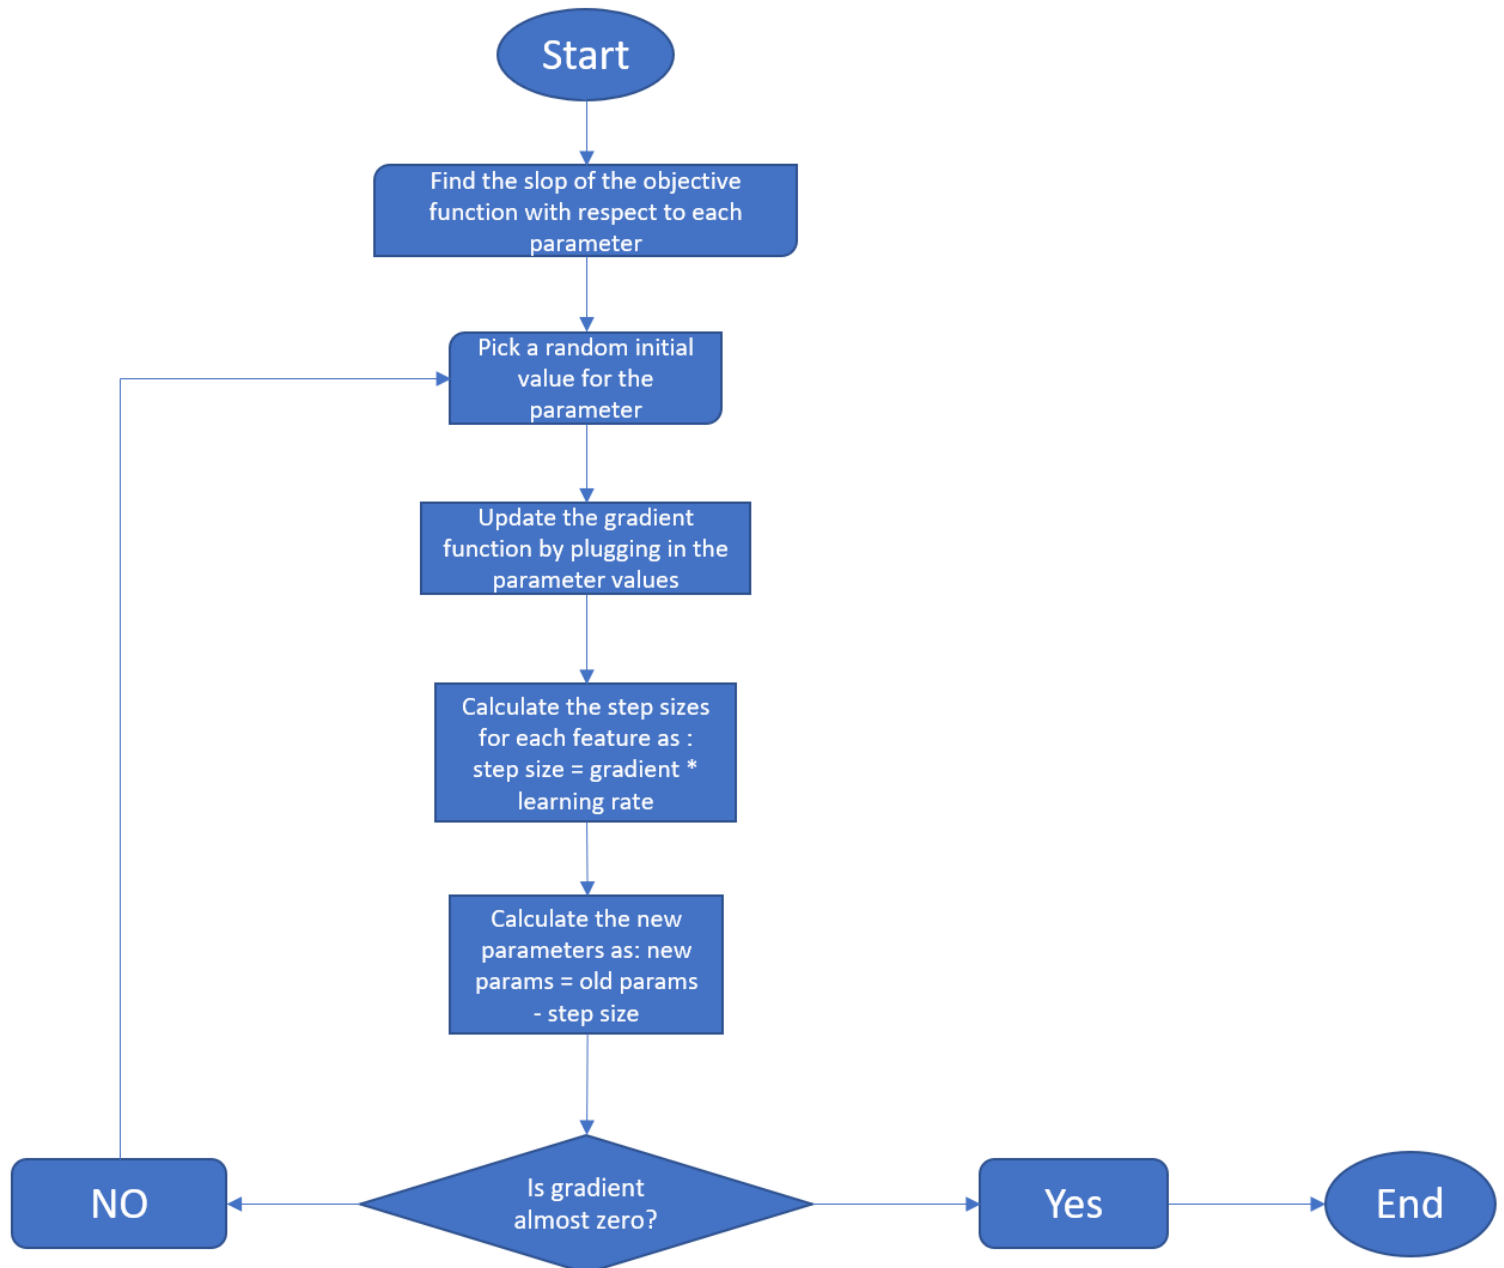 Start
Find the slop of the objective
function with respect to each
parameter
Pick a random initial
value for the
parameter
Update the gradient
function by plugging in the
parameter values
Calculate the step sizes
for each feature as :
step size = gradient *
learning rate
Calculate the new
parameters as: new
params = old params
- step size
Is gradient
almost zero?
NO
Yes
End